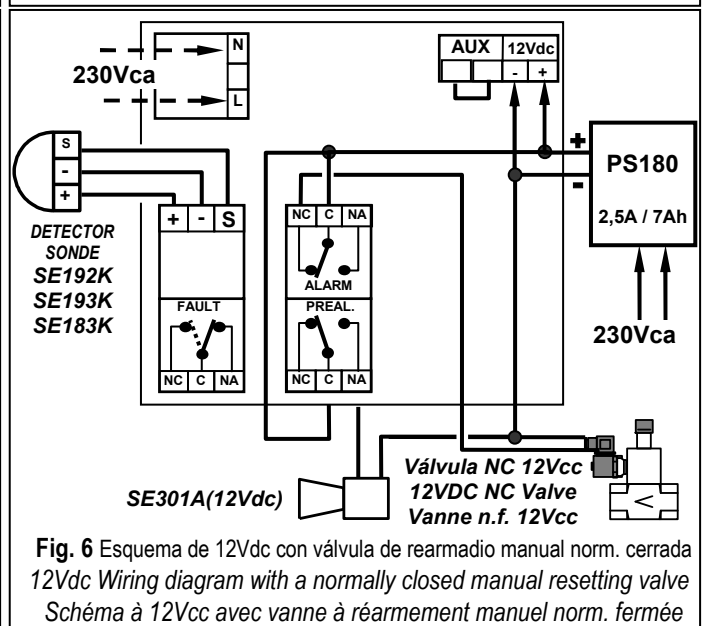 N
230Vca
L
AUX 12Vdc
- +
+
-
PS180
2,5A / 7Ah
230Vca
S
-
+
DETECTOR
SONDE
SE192K
SE193K
SE183K
+ - S
FAULT
NC C NA
NC C NA
ALARM
PREAL.
NC C NA
SE301A(12Vdc)
Válvula NC 12Vcc
12VDC NC Valve
Vanne n.f. 12Vcc
Fig. 6 Esquema de 12Vdc con válvula de rearmadio manual norm. cerrada
12Vdc Wiring diagram with a normally closed manual resetting valve
Schéma à 12Vcc avec vanne à réarmement manuel norm. fermée